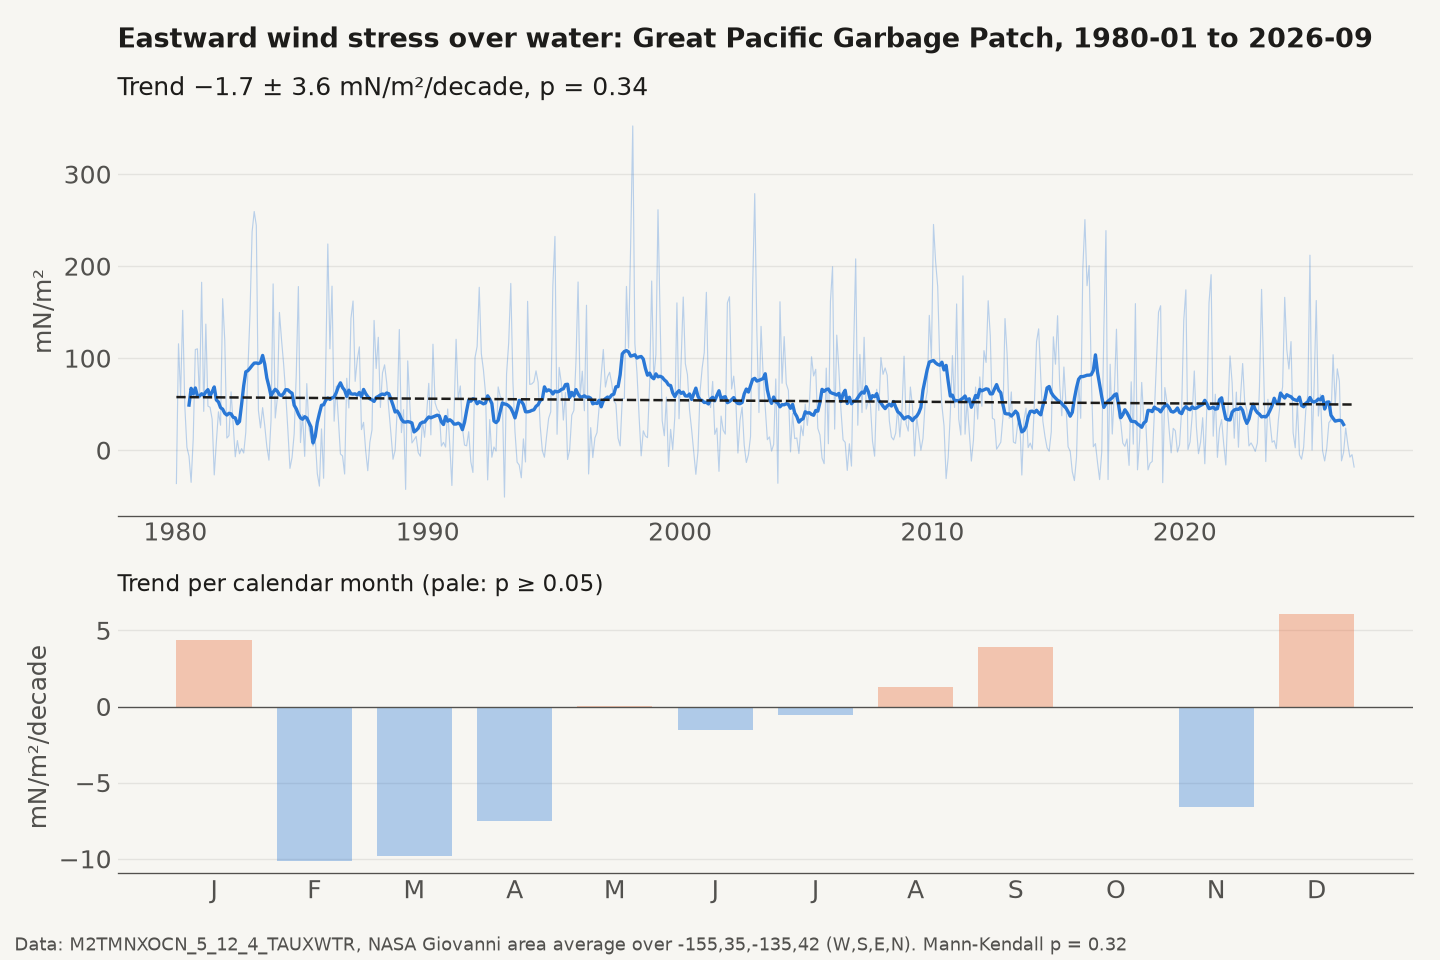 Eastward wind stress over water: Great Pacific Garbage Patch, 1980-01 to 2026-09
Trend −1.7 ± 3.6 mN/m²/decade, p = 0.34
mN/m²
300
200
100
0
1980 1990 2000 2010 2020
Trend per calendar month (pale: p ≥ 0.05)
mN/m²/decade
5
0
−5
−10
J F M A M J J A S O N D
Data: M2TMNXOCN_5_12_4_TAUXWTR, NASA Giovanni area average over -155,35,-135,42 (W,S,E,N). Mann-Kendall p = 0.32